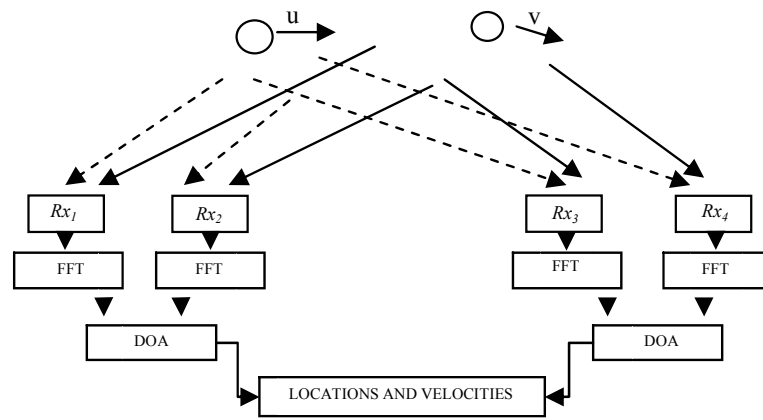 u
v
Rx1
Rx2
Rx3
Rx4
FFT
FFT
FFT
FFT
DOA
DOA
LOCATIONS AND VELOCITIES